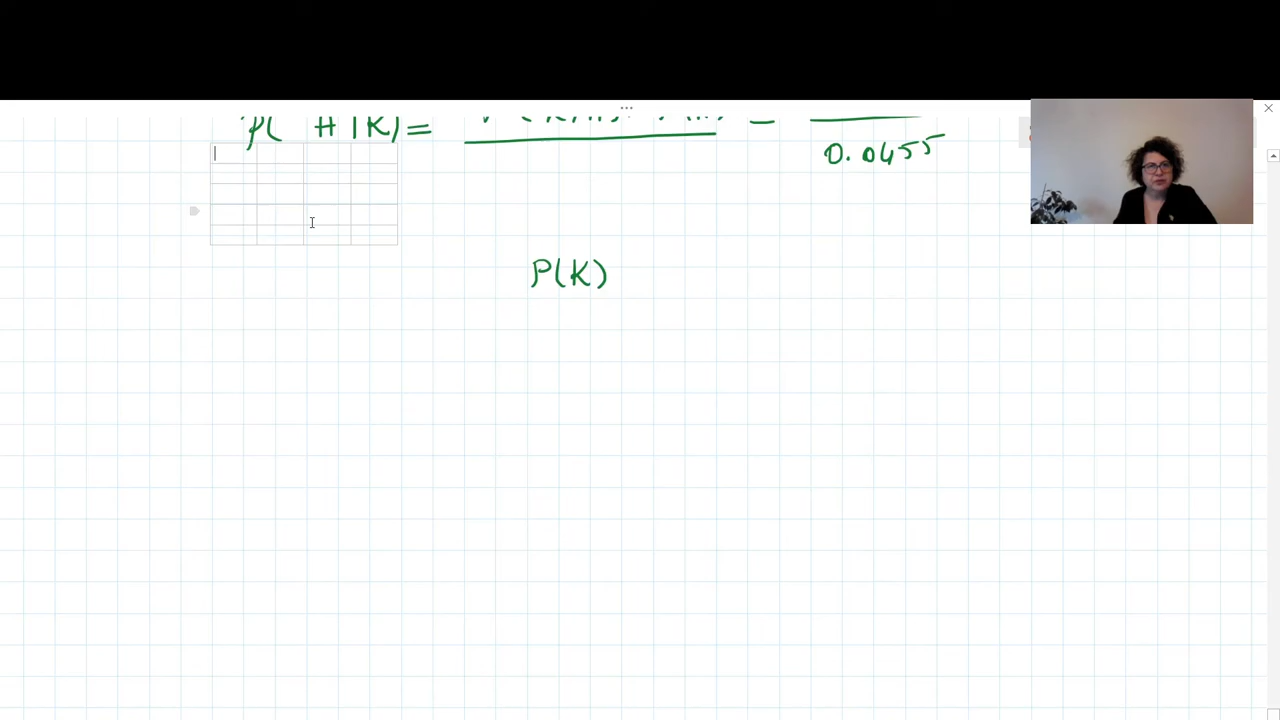 P( H | K) = =
0.0455
P(K)